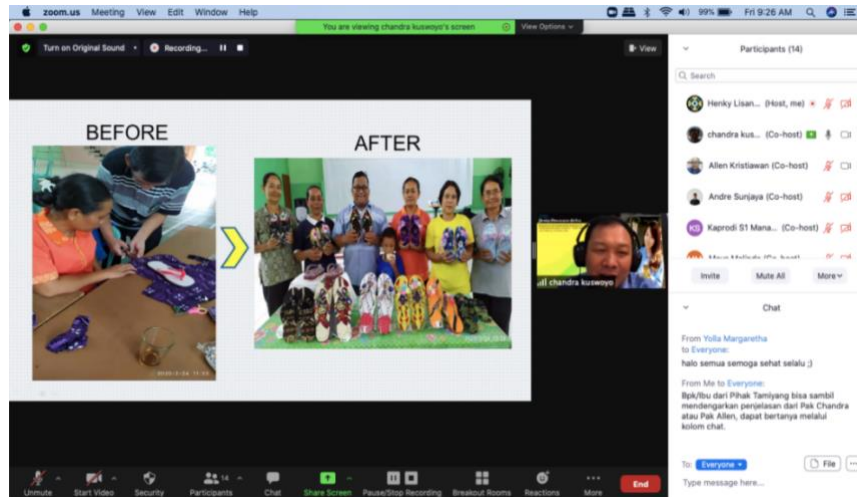 zoom.us Meeting View Edit Window Help
99% Fri 9:26 AM
You are viewing chandra kuswoyo's screen
View Options
Turn on Original Sound
Recording...
View
BEFORE
AFTER
chandra kuswoyo
Participants (14)
Search
Henky Lisan... (Host, me)
chandra kus... (Co-host)
Allen Kristiawan (Co-host)
Andre Sunjaya (Co-host)
KS Kaprodi S1 Mana... (Co-host)
Invite Mute All More
Chat
From Yolla Margaretha
to Everyone:
halo semua semoga sehat selalu ;)
From Me to Everyone:
Bpk/Ibu dari Pihak Tamiyang bisa sambil
mendengarkan penjelasan dari Pak Chandra
atau Pak Allen, dapat bertanya melalui
kolom chat.
To: Everyone
File
Type message here...
Unmute Start Video Security Participants 14 Chat Share Screen Pause/Stop Recording Breakout Rooms Reactions More
End